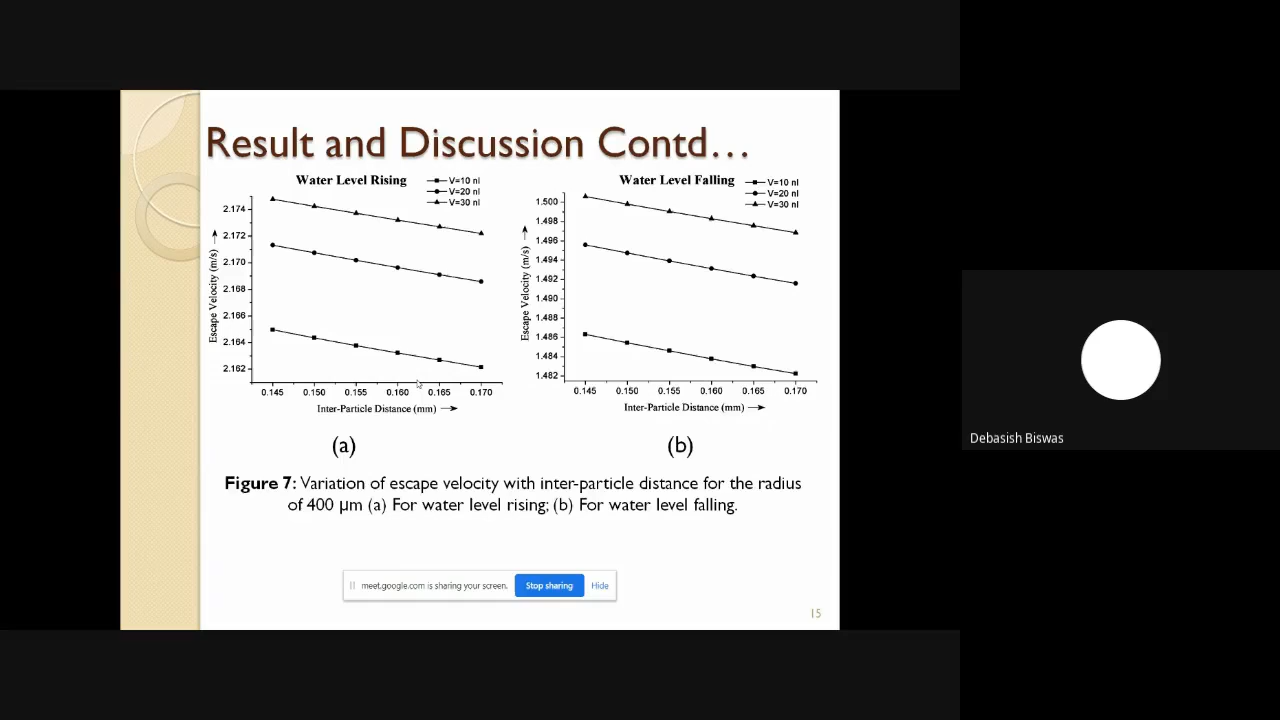 Result and Discussion Contd...
Water Level Rising
V=10 nl
V=20 nl
V=30 nl
2.174
2.172
2.170
2.168
2.166
2.164
2.162
Escape Velocity (m/s)
0.145 0.150 0.155 0.160 0.165 0.170
Inter-Particle Distance (mm)
(a)
Water Level Falling
V=10 nl
V=20 nl
V=30 nl
1.500
1.498
1.496
1.494
1.492
1.490
1.488
1.486
1.484
1.482
Escape Velocity (m/s)
0.145 0.150 0.155 0.160 0.165 0.170
Inter-Particle Distance (mm)
(b)
Figure 7: Variation of escape velocity with inter-particle distance for the radius
of 400 μm (a) For water level rising; (b) For water level falling.
meet.google.com is sharing your screen. Stop sharing Hide
15
Debasish Biswas